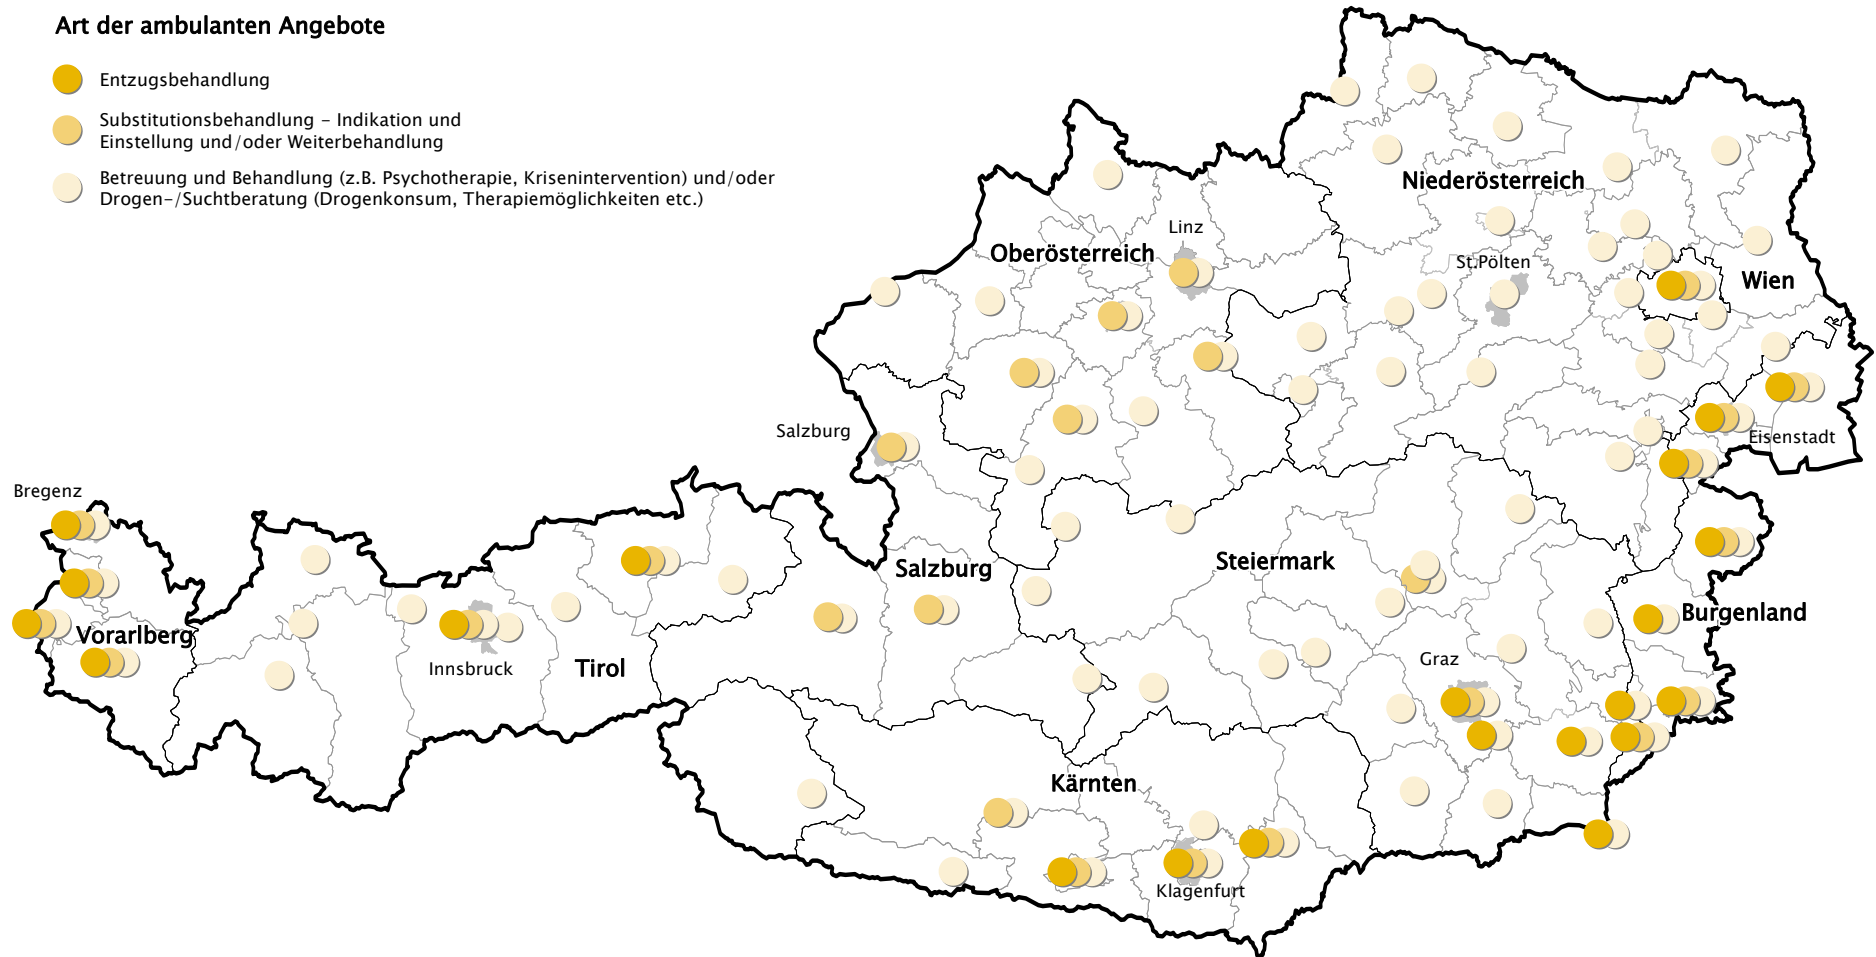 Art der ambulanten Angebote
Entzugsbehandlung
Substitutionsbehandlung – Indikation und
Einstellung und/oder Weiterbehandlung
Betreuung und Behandlung (z.B. Psychotherapie, Krisenintervention) und/oder
Drogen-/Suchtberatung (Drogenkonsum, Therapiemöglichkeiten etc.)
Niederösterreich
Linz
Oberösterreich
St.Pölten
Wien
Salzburg
Eisenstadt
Bregenz
Steiermark
Salzburg
Burgenland
Vorarlberg
Graz
Innsbruck
Tirol
Kärnten
Klagenfurt